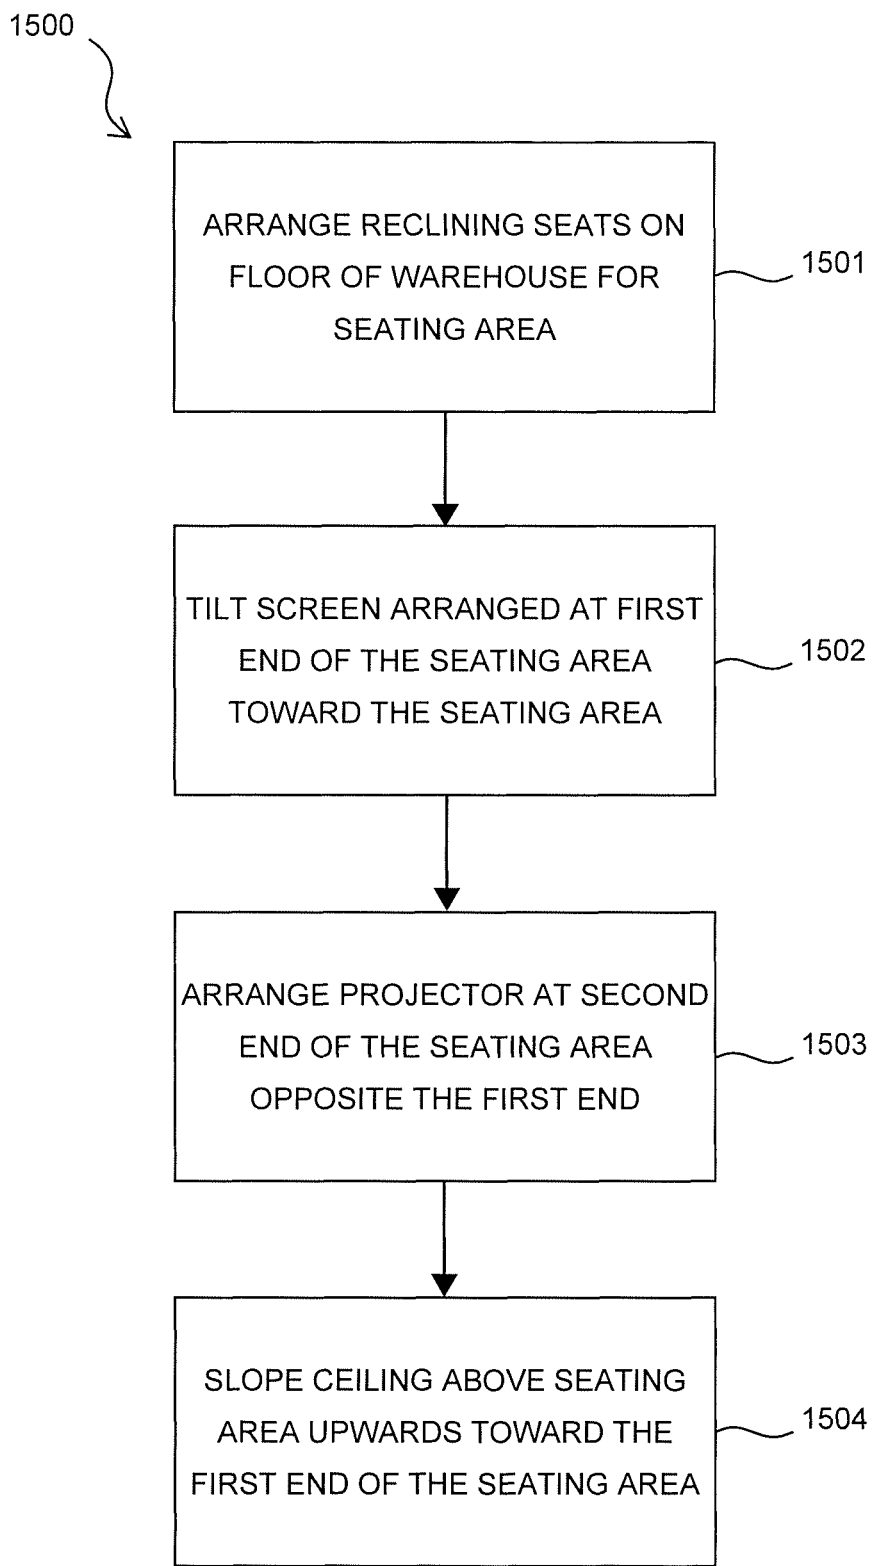 1500
ARRANGE RECLINING SEATS ON
FLOOR OF WAREHOUSE FOR
SEATING AREA
1501
TILT SCREEN ARRANGED AT FIRST
END OF THE SEATING AREA
TOWARD THE SEATING AREA
1502
ARRANGE PROJECTOR AT SECOND
END OF THE SEATING AREA
OPPOSITE THE FIRST END
1503
SLOPE CEILING ABOVE SEATING
AREA UPWARDS TOWARD THE
FIRST END OF THE SEATING AREA
1504